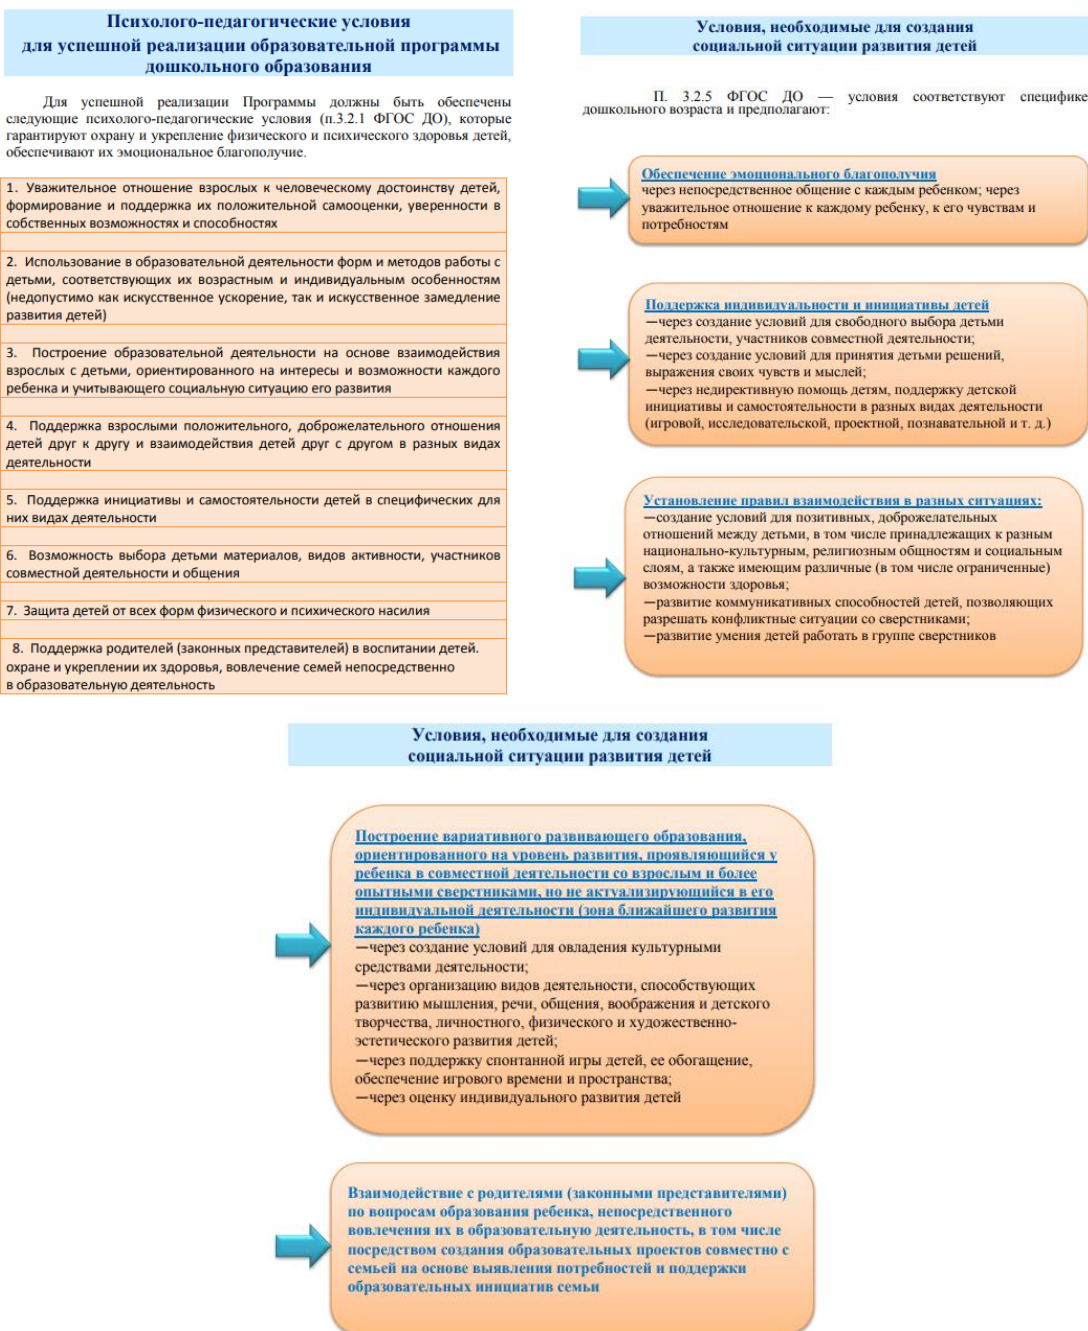 Психолого-педагогические условия
для успешной реализации образовательной программы
дошкольного образования
Для успешной реализации Программы должны быть обеспечены
следующие психолого-педагогические условия (п.3.2.1 ФГОС ДО), которые
гарантируют охрану и укрепление физического и психического здоровья детей,
обеспечивают их эмоциональное благополучие.
1. Уважительное отношение взрослых к человеческому достоинству детей,
формирование и поддержка их положительной самооценки, уверенности в
собственных возможностях и способностях
2. Использование в образовательной деятельности форм и методов работы с
детьми, соответствующих их возрастным и индивидуальным особенностям
(недопустимо как искусственное ускорение, так и искусственное замедление
развития детей)
3. Построение образовательной деятельности на основе взаимодействия
взрослых с детьми, ориентированного на интересы и возможности каждого
ребенка и учитывающего социальную ситуацию его развития
4. Поддержка взрослыми положительного, доброжелательного отношения
детей друг к другу и взаимодействия детей друг с другом в разных видах
деятельности
5. Поддержка инициативы и самостоятельности детей в специфических для
них видах деятельности
6. Возможность выбора детьми материалов, видов активности, участников
совместной деятельности и общения
7. Защита детей от всех форм физического и психического насилия
8. Поддержка родителей (законных представителей) в воспитании детей.
охране и укреплении их здоровья, вовлечение семей непосредственно
в образовательную деятельность
Условия, необходимые для создания
социальной ситуации развития детей
П. 3.2.5 ФГОС ДО — условия соответствуют специфике
дошкольного возраста и предполагают:
Обеспечение эмоционального благополучия
через непосредственное общение с каждым ребенком; через
уважительное отношение к каждому ребенку, к его чувствам и
потребностям
Поддержка индивидуальности и инициативы детей
—через создание условий для свободного выбора детьми
деятельности, участников совместной деятельности;
—через создание условий для принятия детьми решений,
выражения своих чувств и мыслей;
—через недирективную помощь детям, поддержку детской
инициативы и самостоятельности в разных видах деятельности
(игровой, исследовательской, проектной, познавательной и т. д.)
Установление правил взаимодействия в разных ситуациях:
—создание условий для позитивных, доброжелательных
отношений между детьми, в том числе принадлежащих к разным
национально-культурным, религиозным общностям и социальным
слоям, а также имеющим различные (в том числе ограниченные)
возможности здоровья;
—развитие коммуникативных способностей детей, позволяющих
разрешать конфликтные ситуации со сверстниками;
—развитие умения детей работать в группе сверстников
Условия, необходимые для создания
социальной ситуации развития детей
Построение вариативного развивающего образования,
ориентированного на уровень развития, проявляющийся у
ребенка в совместной деятельности со взрослым и более
опытными сверстниками, но не актуализирующийся в его
индивидуальной деятельности (зона ближайшего развития
каждого ребенка)
—через создание условий для овладения культурными
средствами деятельности;
—через организацию видов деятельности, способствующих
развитию мышления, речи, общения, воображения и детского
творчества, личностного, физического и художественно-
эстетического развития детей;
—через поддержку спонтанной игры детей, ее обогащение,
обеспечение игрового времени и пространства;
—через оценку индивидуального развития детей
Взаимодействие с родителями (законными представителями)
по вопросам образования ребенка, непосредственного
вовлечения их в образовательную деятельность, в том числе
посредством создания образовательных проектов совместно с
семьей на основе выявления потребностей и поддержки
образовательных инициатив семьи